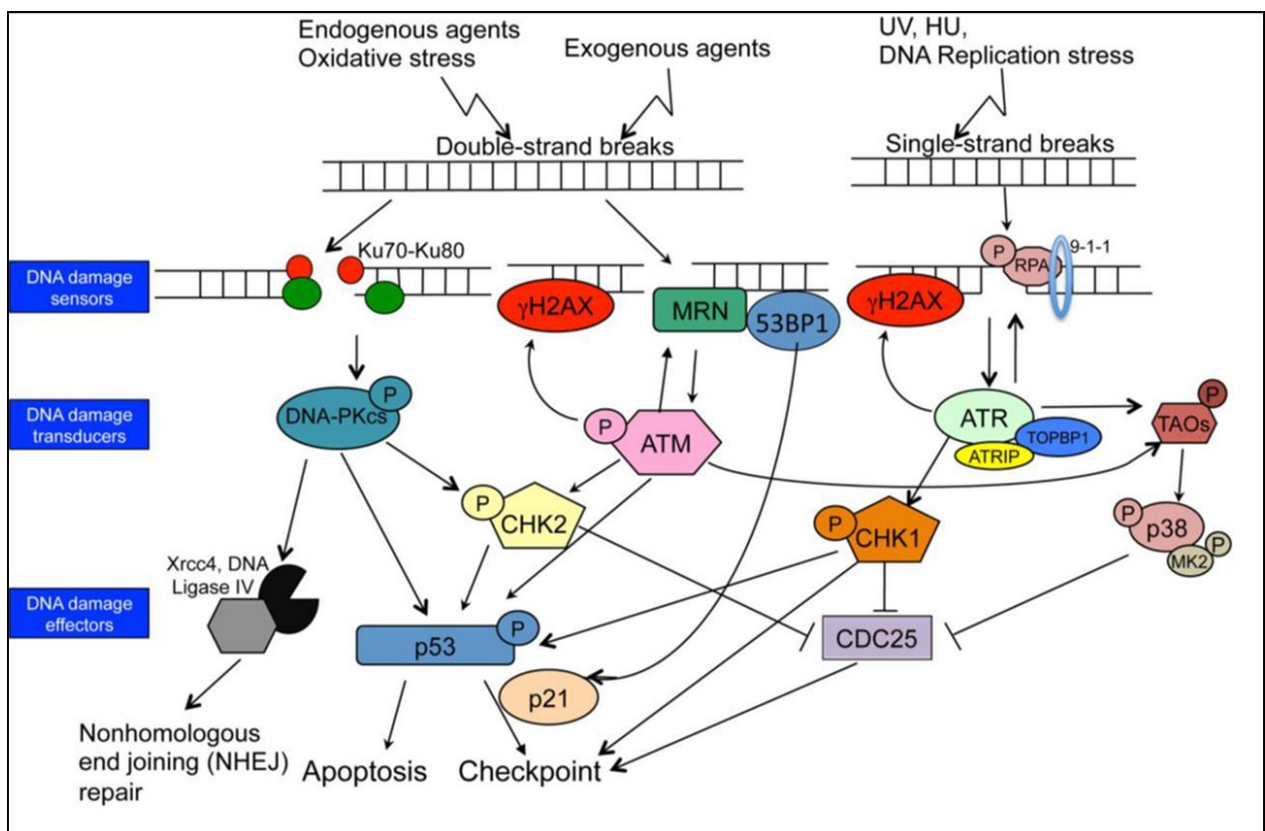 Endogenous agents
Oxidative stress
Exogenous agents
UV, HU,
DNA Replication stress
Double-strand breaks
Single-strand breaks
DNA damage
sensors
Ku70-Ku80
γH2AX
MRN
53BP1
γH2AX
P
RPA
9-1-1
DNA damage
transducers
DNA-PKcs
P
P
ATM
ATR
TOPBP1
ATRIP
P
TAOs
P
CHK2
P
CHK1
P
p38
MK2
P
DNA damage
effectors
Xrcc4, DNA
Ligase IV
p53
P
p21
CDC25
Nonhomologous
end joining (NHEJ)
repair
Apoptosis
Checkpoint